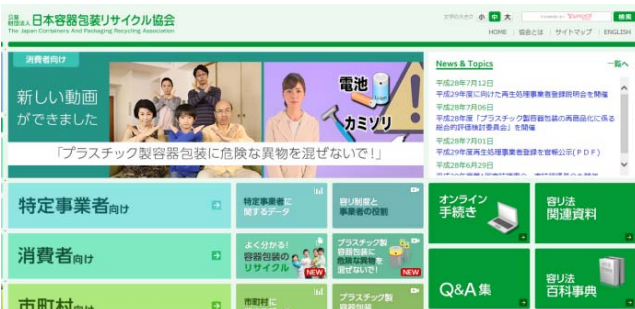 公益財団法人 日本容器包装リサイクル協会
The Japan Containers And Packaging Recycling Association
文字の大きさ 小 中 大
検索
HOME | 協会とは | サイトマップ | ENGLISH
消費者向け
新しい動画
ができました
電池
カミソリ
「プラスチック製容器包装に危険な異物を混ぜないで!」
News & Topics
一覧へ
平成28年7月12日
平成29年度に向けた再生処理事業者登録説明会を開催
平成28年7月06日
平成28年度「プラスチック製容器包装の再商品化に係る
総合的評価検討委員会」を開催
平成28年7月01日
平成29年度再生処理事業者登録を官報公示(PDF)
平成28年6月29日
特定事業者向け
特定事業者に
関するデータ
容リ制度と
事業者の役割
オンライン
手続き
容リ法
関連資料
消費者向け
よく分かる!
容器包装の
リサイクル
NEW
プラスチック製
容器包装に
危険な異物を
混ぜないで!
NEW
Q&A集
容リ法
百科事典
市町村向け
市町村に
プラスチック製
容器包装